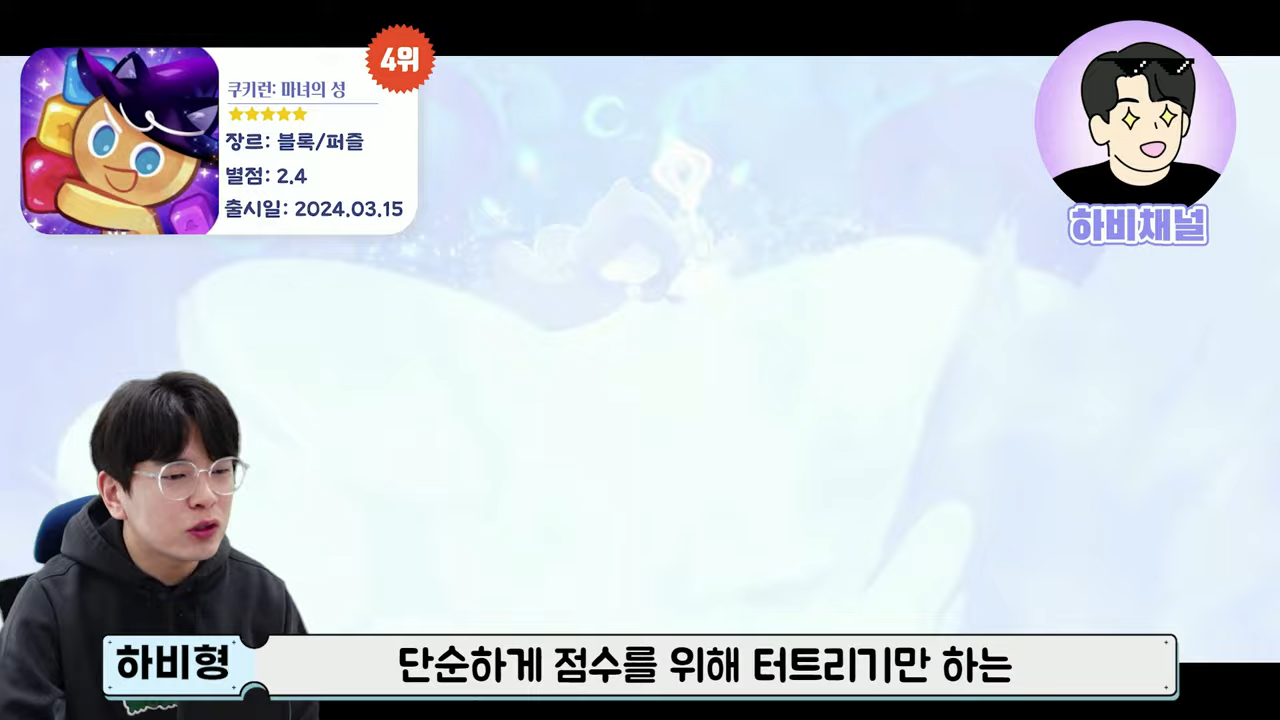 4위
쿠키런: 마녀의 성
장르: 블록/퍼즐
별점: 2.4
출시일: 2024.03.15
하비채널
하비형
단순하게 점수를 위해 터트리기만 하는